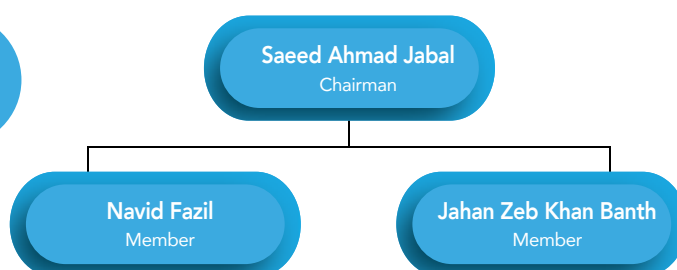 Saeed Ahmad Jabal
Chairman
Navid Fazil
Member
Jahan Zeb Khan Banth
Member